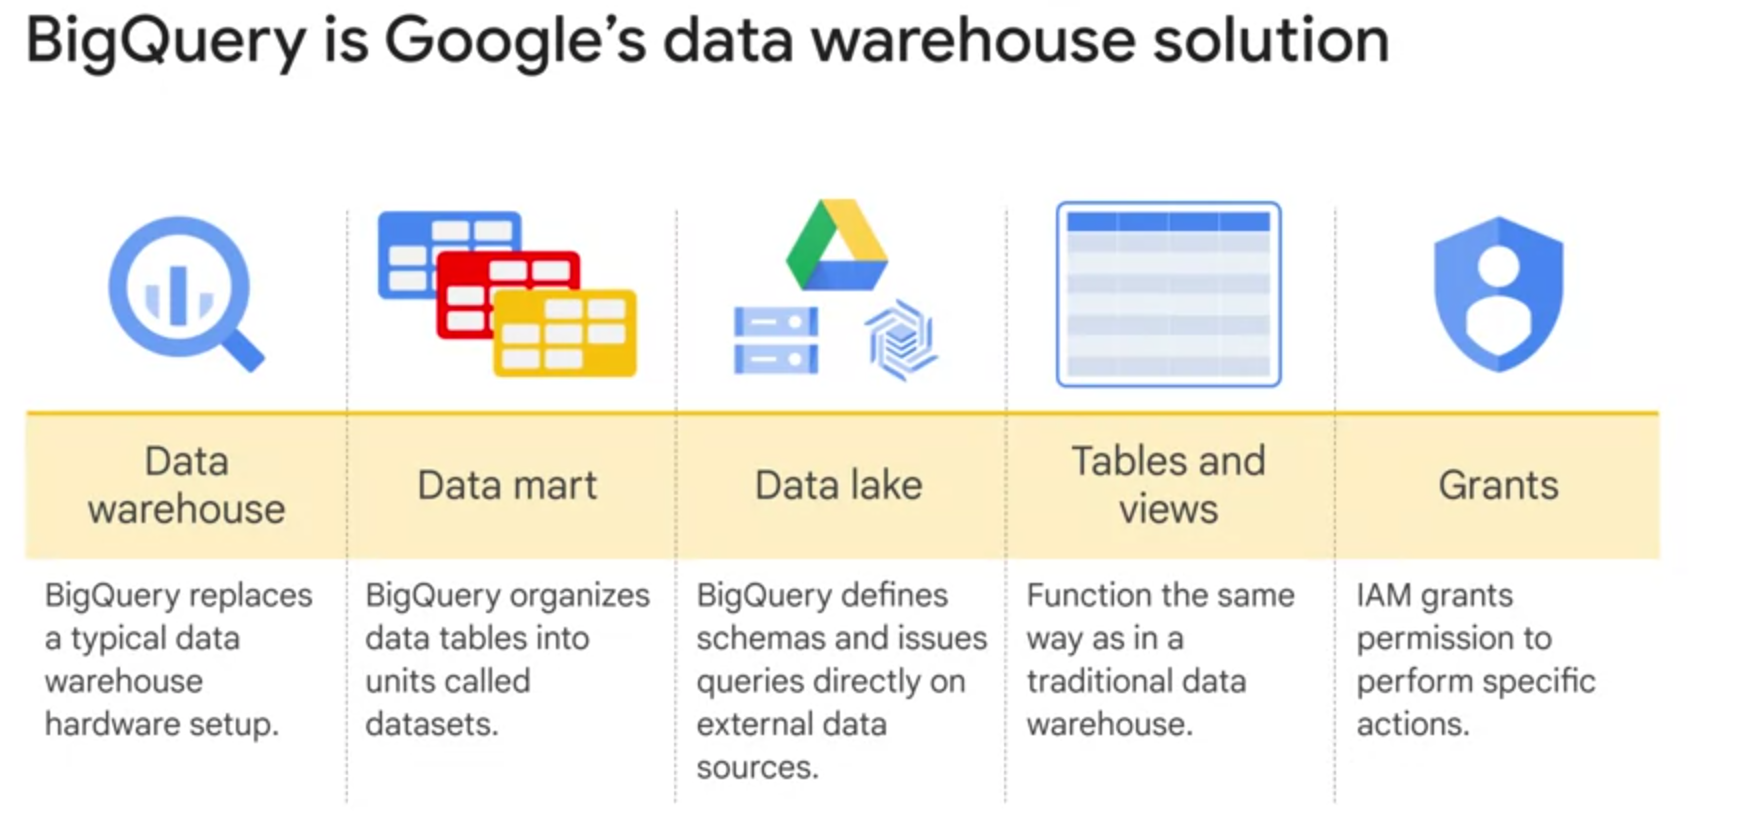 BigQuery is Google’s data warehouse solution
Data
warehouse
Data mart
Data lake
Tables and
views
Grants
BigQuery replaces
a typical data
warehouse
hardware setup.
BigQuery organizes
data tables into
units called
datasets.
BigQuery defines
schemas and issues
queries directly on
external data
sources.
Function the same
way as in a
traditional data
warehouse.
IAM grants
permission to
perform specific
actions.